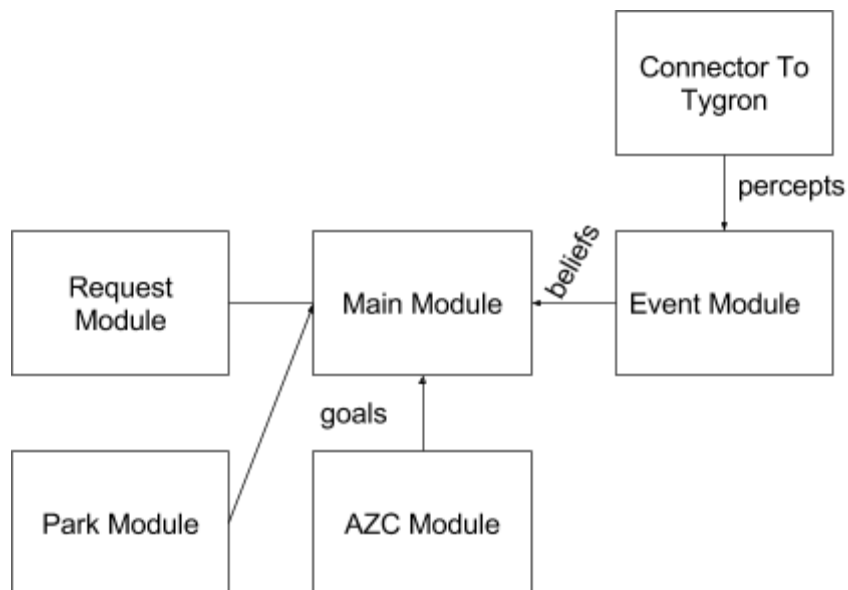 Connector To
Tygron
percepts
Request
Module
Main Module
beliefs
Event Module
goals
Park Module
AZC Module